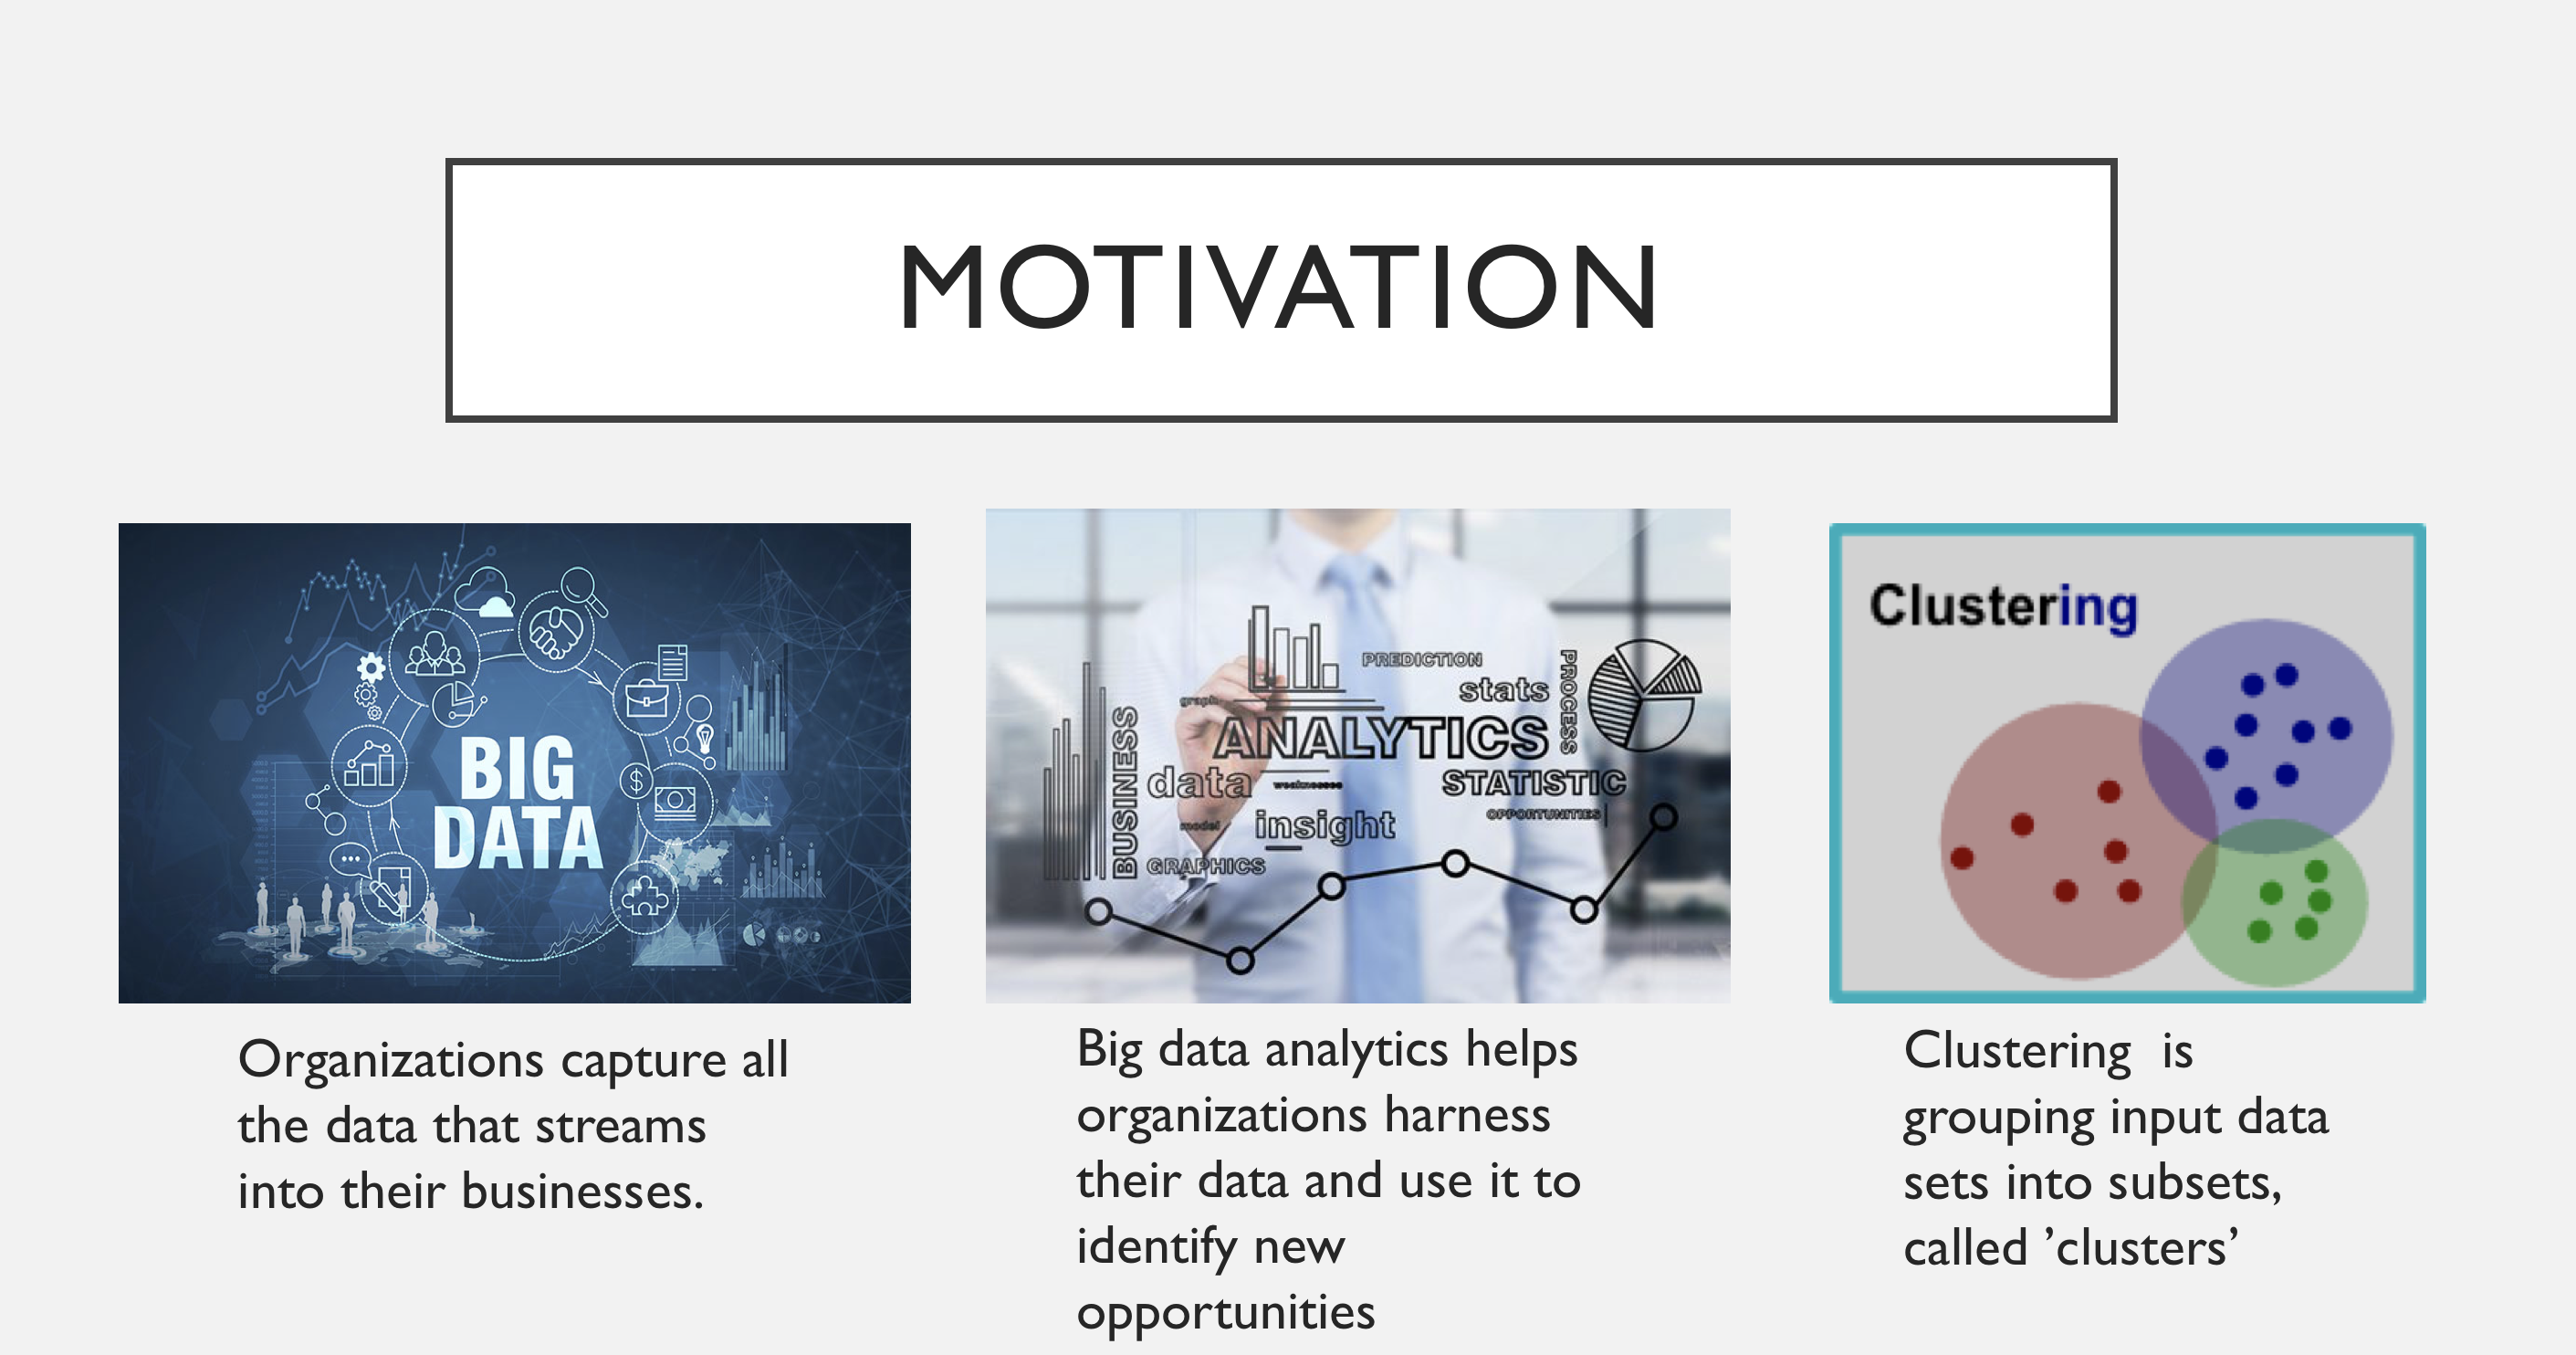 MOTIVATION
BIG
DATA
PREDICTION
stats
PROCESS
graph
ANALYTICS
BUSINESS
data
weaknesses
STATISTIC
OPPORTUNITIES
model
insight
GRAPHICS
Clustering
Organizations capture all
the data that streams
into their businesses.
Big data analytics helps
organizations harness
their data and use it to
identify new
opportunities
Clustering  is
grouping input data
sets into subsets,
called ’clusters’